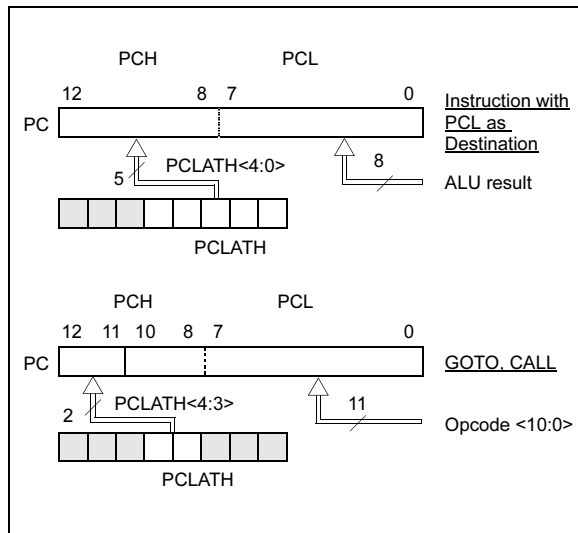 PCH PCL
12 8 7 0
PC
Instruction with
PCL as
Destination
5 PCLATH<4:0>
8
ALU result
PCLATH
PCH PCL
12 11 10 8 7 0
PC
GOTO, CALL
2 PCLATH<4:3>
11
Opcode <10:0>
PCLATH